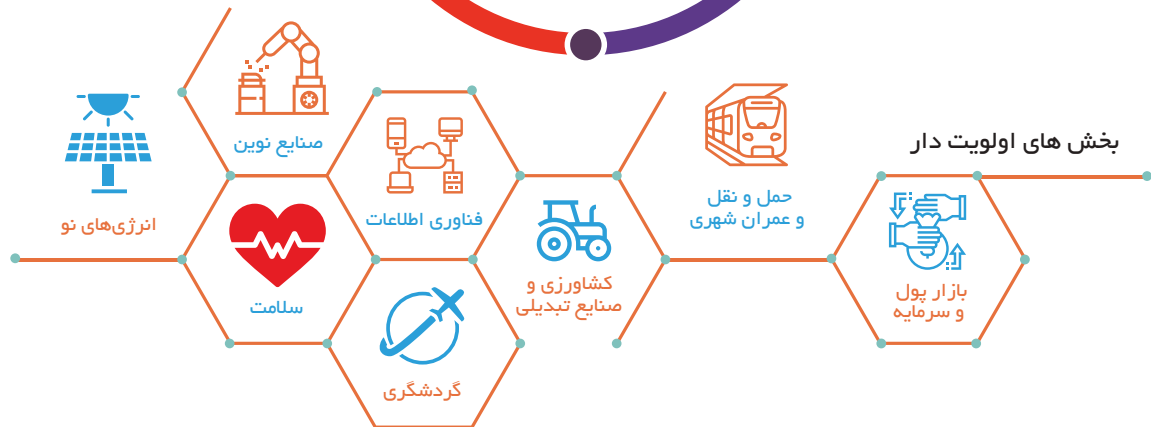 بخش های اولویت دار
بازار پول
و سرمایه
حمل و نقل
و عمران شهری
کشاورزی و
صنایع تبدیلی
فناوری اطلاعات
گردشگری
صنایع نوین
سلامت
انرژی‌های نو